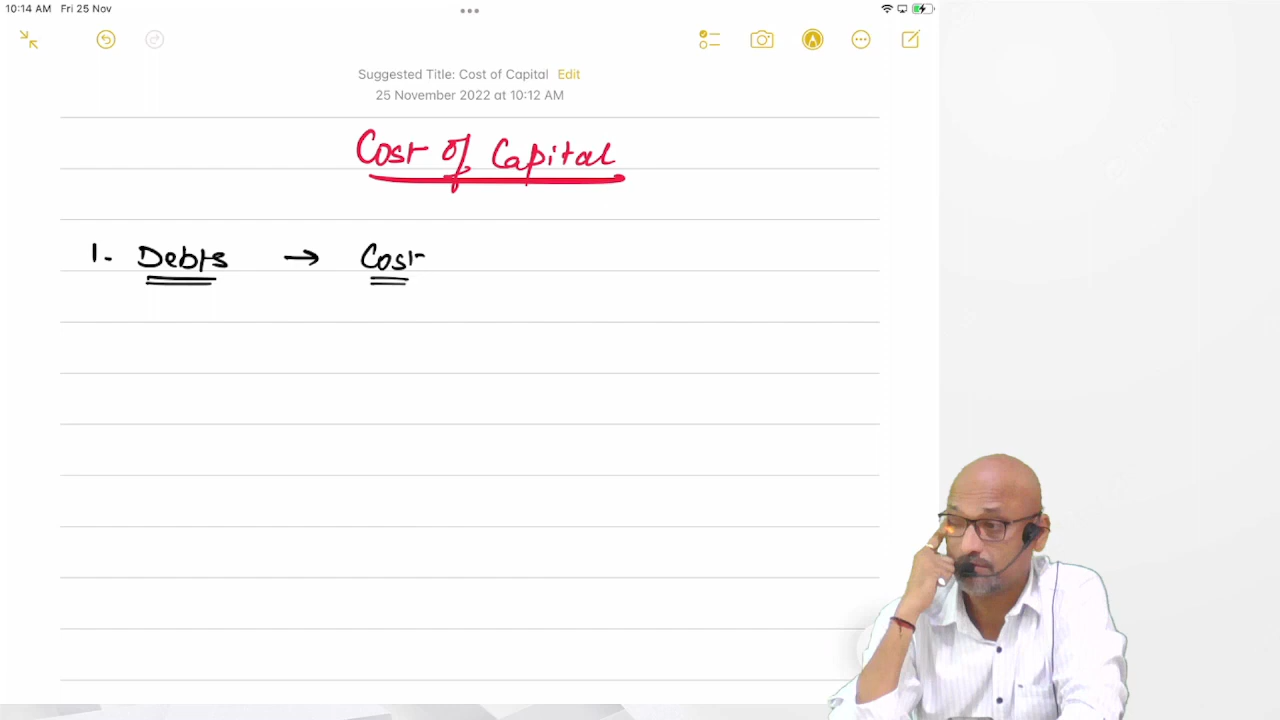 10:14 AM Fri 25 Nov
Suggested Title: Cost of Capital Edit
25 November 2022 at 10:12 AM
Cost of Capital
1. Debts → Cost